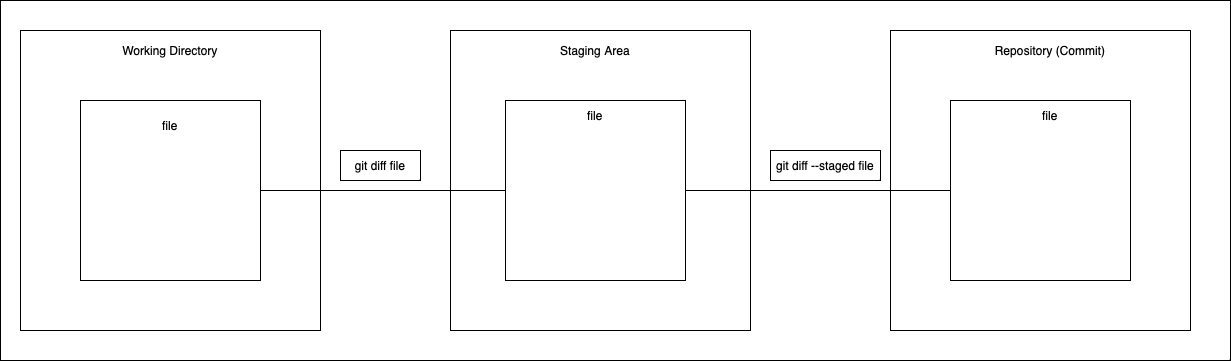 Working Directory
Staging Area
Repository (Commit)
file
file
file
git diff file
git diff --staged file